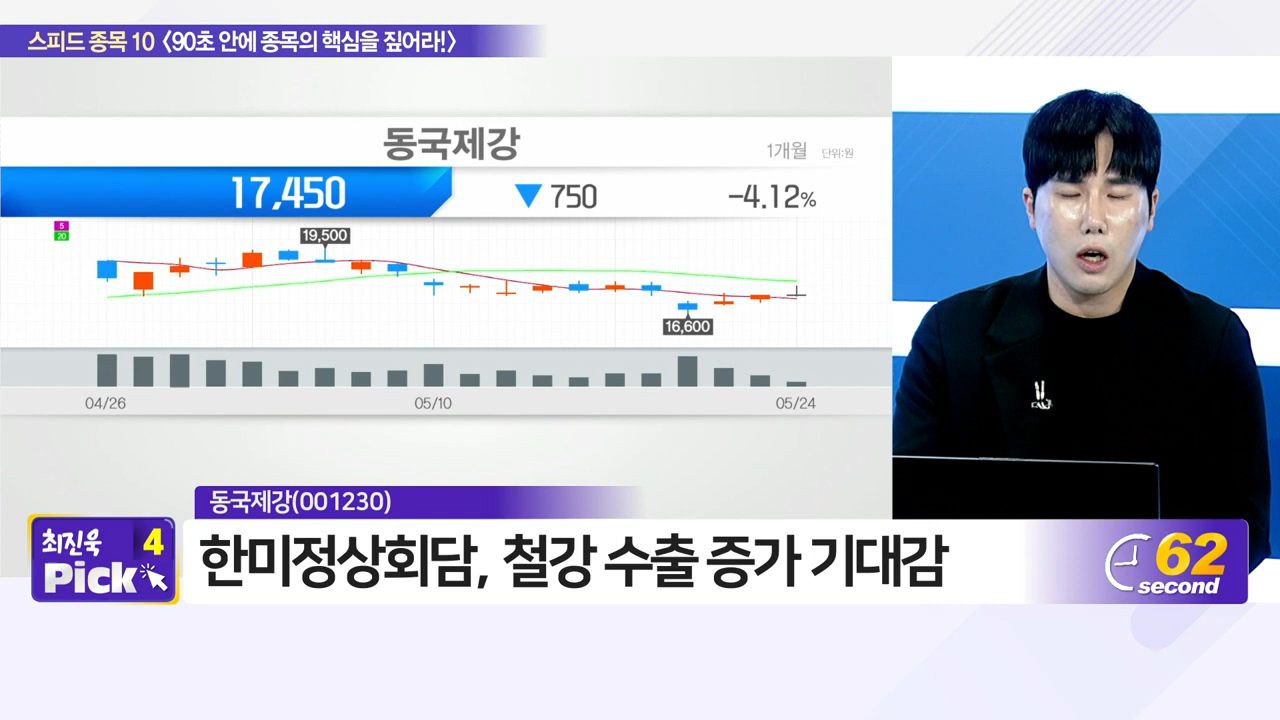 스피드 종목 10 <90초 안에 종목의 핵심을 짚어라!>
동국제강
1개월 단위:원
17,450 ▼ 750 -4.12%
5
20
19,500
16,600
04/26 05/10 05/24
동국제강(001230)
최진욱 4
Pick
한미정상회담, 철강 수출 증가 기대감
62
second